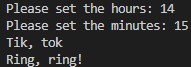 Please set the hours: 14
Please set the minutes: 15
Tik, tok
Ring, ring!